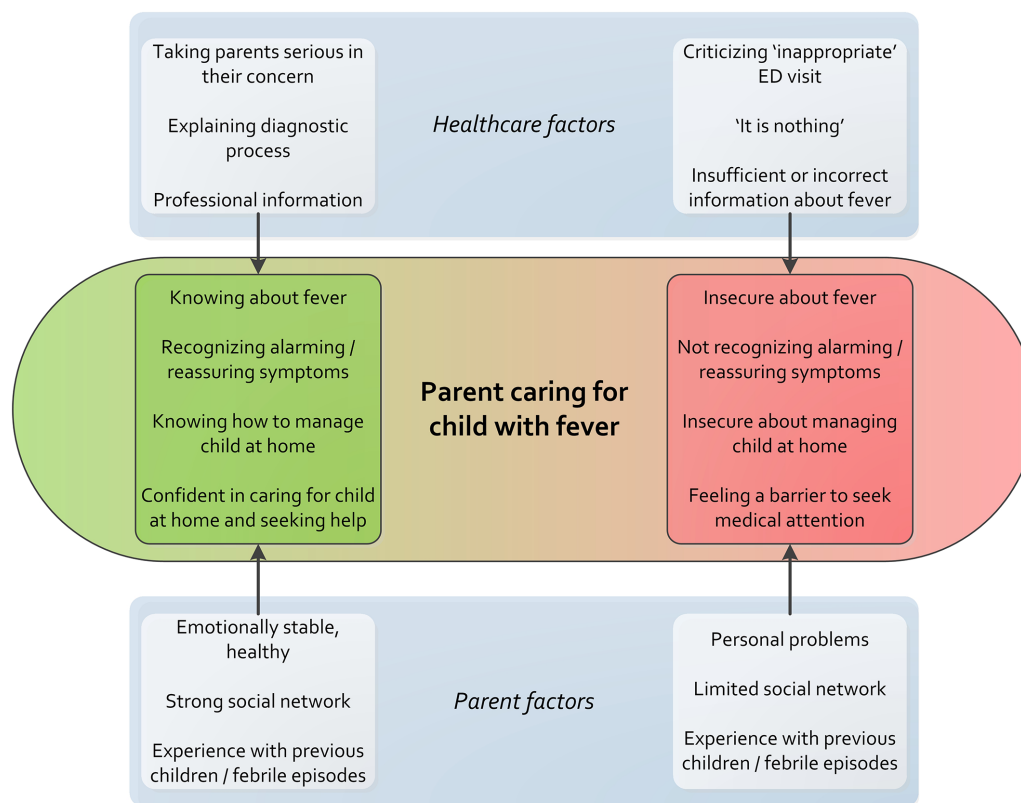 Taking parents serious in
their concern
Explaining diagnostic
process
Professional information
Healthcare factors
Criticizing ‘inappropriate’
ED visit
‘It is nothing’
Insufficient or incorrect
information about fever
Knowing about fever
Recognizing alarming /
reassuring symptoms
Knowing how to manage
child at home
Confident in caring for child
at home and seeking help
Parent caring for
child with fever
Insecure about fever
Not recognizing alarming /
reassuring symptoms
Insecure about managing
child at home
Feeling a barrier to seek
medical attention
Emotionally stable,
healthy
Strong social network
Experience with previous
children / febrile episodes
Parent factors
Personal problems
Limited social network
Experience with previous
children / febrile episodes